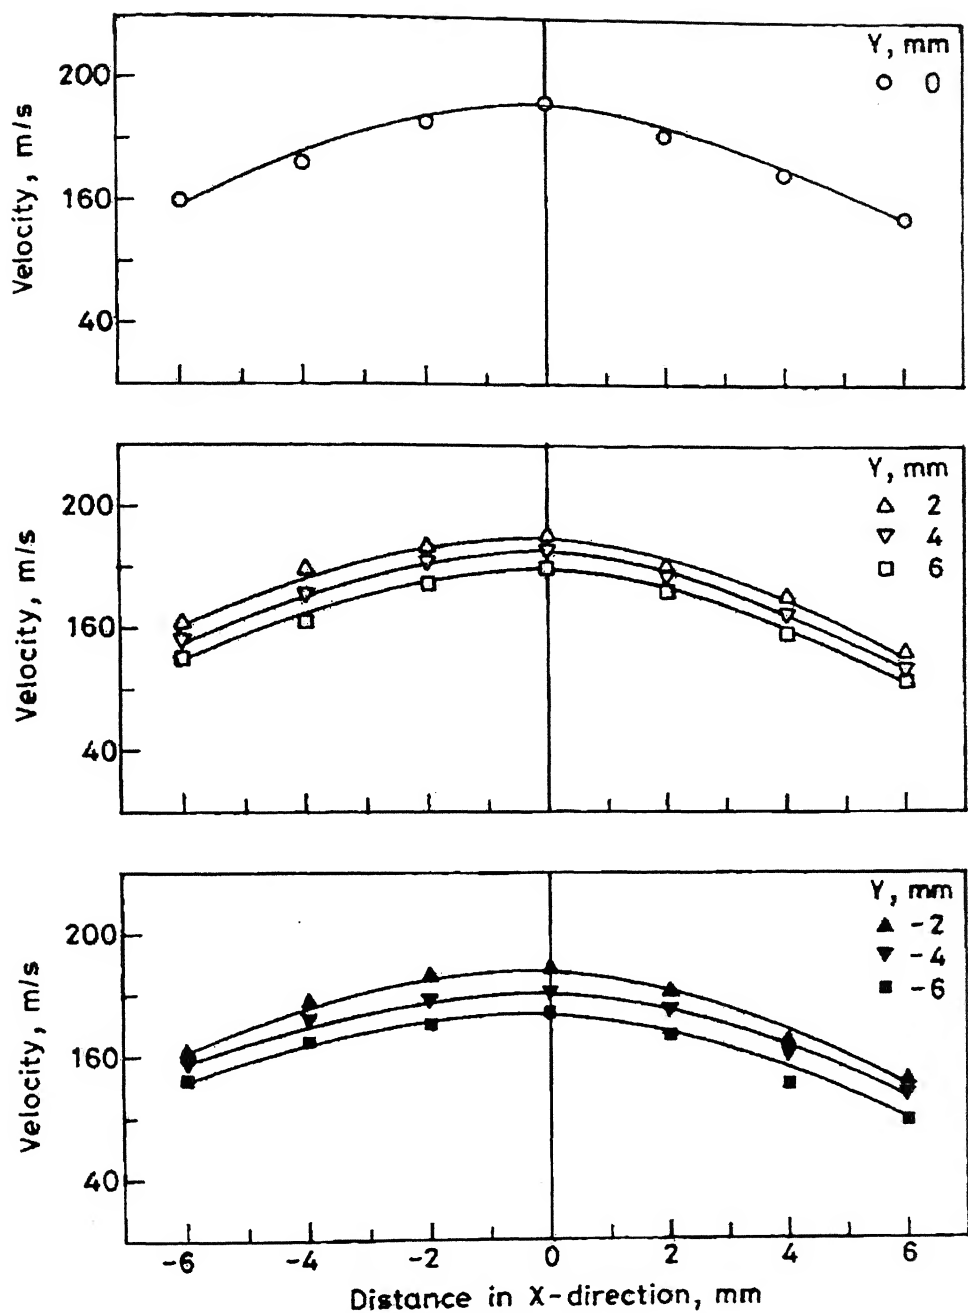 Y, mm
○ 0
200
160
40
Velocity, m/s
Y, mm
△ 2
▽ 4
□ 6
200
160
40
Velocity, m/s
Y, mm
▲ -2
▼ -4
■ -6
200
160
40
Velocity, m/s
-6 -4 -2 0 2 4 6
Distance in X-direction, mm